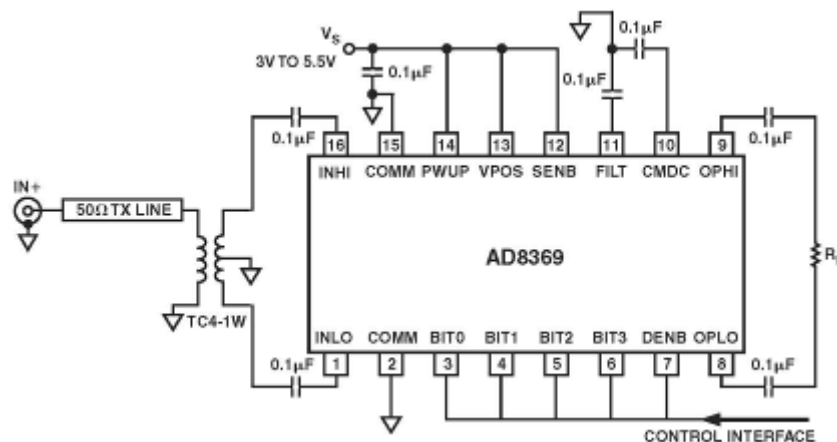 0.1µF
V_S
3V TO 5.5V
0.1µF
0.1µF
0.1µF
16 15 14 13 12 11 10 9
0.1µF
INHI COMM PWUP VPOS SENB FILT CMDC OPHI
IN+
50Ω TX LINE
AD8369
TC4-1W
INLO COMM BIT0 BIT1 BIT2 BIT3 DENB OPLO
0.1µF
1 2 3 4 5 6 7 8
0.1µF
CONTROL INTERFACE